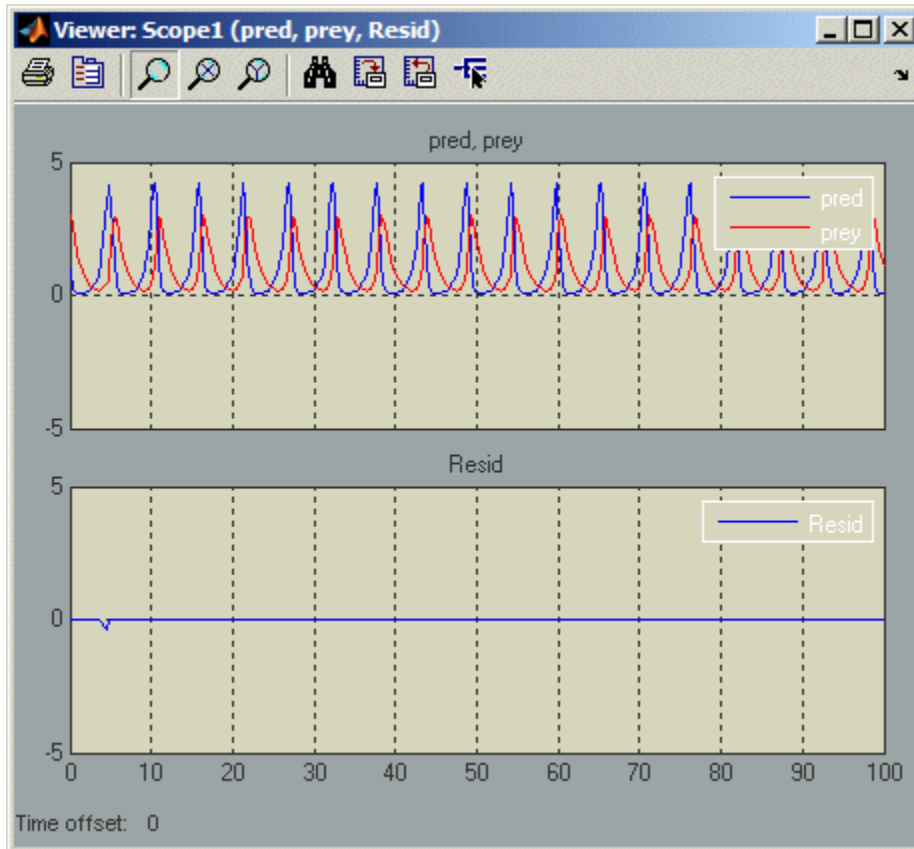 Viewer: Scope1 (pred, prey, Resid)
pred, prey
5
0
-5
pred
prey
Resid
5
0
-5
Resid
0 10 20 30 40 50 60 70 80 90 100
Time offset: 0